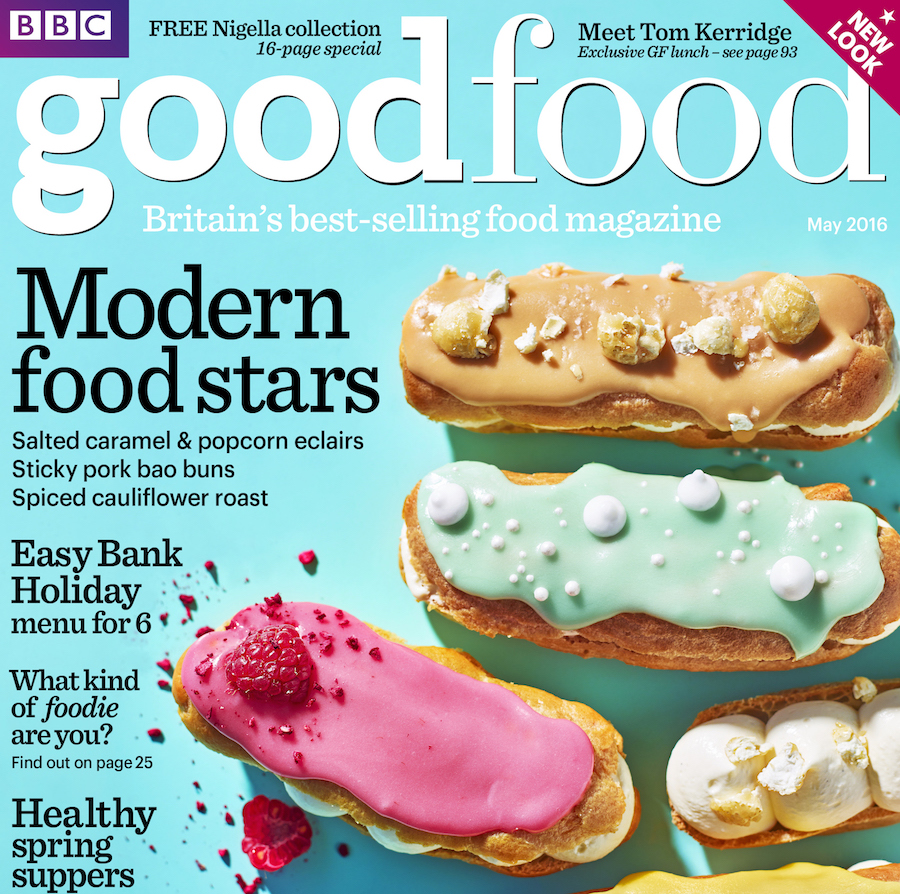 BBC
FREE Nigella collection
16-page special
Meet Tom Kerridge
Exclusive GF lunch – see page 93
NEW
LOOK
goodfood
Britain's best-selling food magazine
May 2016
Modern
food stars
Salted caramel & popcorn eclairs
Sticky pork bao buns
Spiced cauliflower roast
Easy Bank
Holiday
menu for 6
What kind
of foodie
are you?
Find out on page 25
Healthy
spring
suppers